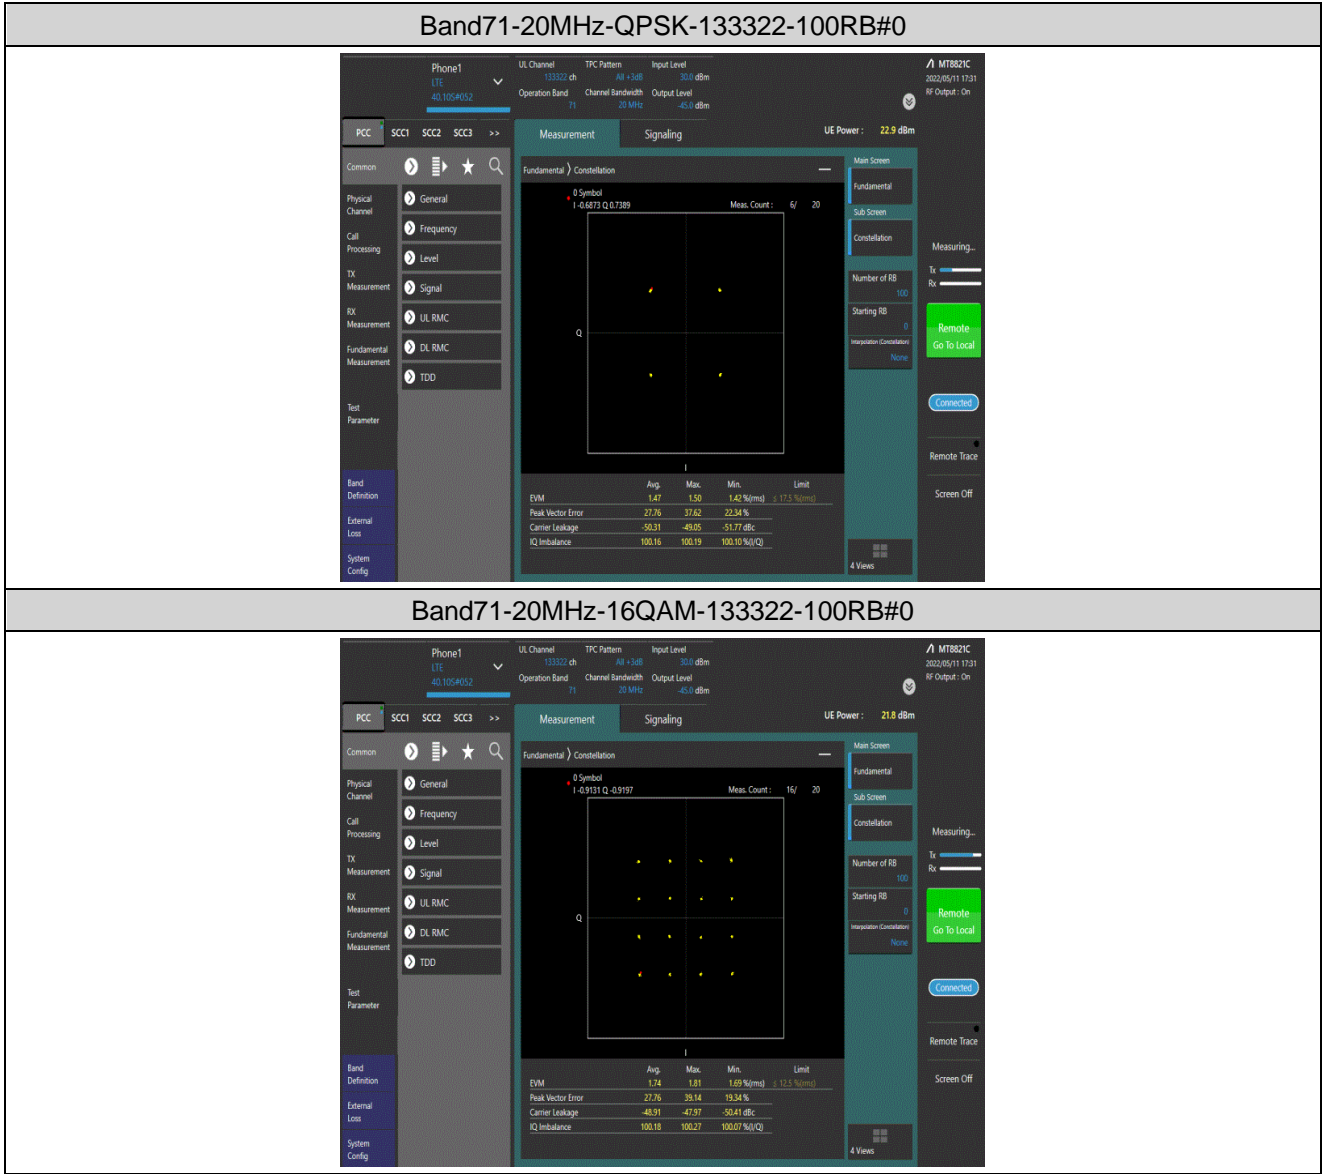 Band71-20MHz-QPSK-133322-100RB#0
Phone1
LTE
40.105#052
UL Channel TPC Pattern Input Level
133322 ch All +3dB 30.0 dBm
Operation Band Channel Bandwidth Output Level
71 20 MHz -45.0 dBm
MT8821C
2022/05/11 17:31
RF Output : On
PCC SCC1 SCC2 SCC3 >>
Measurement Signaling
UE Power : 22.9 dBm
Common
Physical Channel
Call Processing
TX Measurement
RX Measurement
Fundamental Measurement
Test Parameter
Band Definition
External Loss
System Config
General
Frequency
Level
Signal
UL RMC
DL RMC
TDD
Fundamental 〉 Constellation
0 Symbol
I -0.6873 Q 0.7389 Meas. Count : 6/ 20
Q
I
Avg. Max. Min. Limit
EVM 1.47 1.50 1.42 %(rms) ≤ 17.5 %(rms)
Peak Vector Error 27.76 37.62 22.34 %
Carrier Leakage -50.31 -49.05 -51.77 dBc
IQ Imbalance 100.16 100.19 100.10 %(I/Q)
Main Screen
Fundamental
Sub Screen
Constellation
Number of RB
100
Starting RB
0
Interpolation (Constellation)
None
4 Views
Measuring...
Tx
Rx
Remote
Go To Local
Connected
Remote Trace
Screen Off
Band71-20MHz-16QAM-133322-100RB#0
Phone1
LTE
40.105#052
UL Channel TPC Pattern Input Level
133322 ch All +3dB 30.0 dBm
Operation Band Channel Bandwidth Output Level
71 20 MHz -45.0 dBm
MT8821C
2022/05/11 17:31
RF Output : On
PCC SCC1 SCC2 SCC3 >>
Measurement Signaling
UE Power : 21.8 dBm
Common
Physical Channel
Call Processing
TX Measurement
RX Measurement
Fundamental Measurement
Test Parameter
Band Definition
External Loss
System Config
General
Frequency
Level
Signal
UL RMC
DL RMC
TDD
Fundamental 〉 Constellation
0 Symbol
I -0.9131 Q -0.9197 Meas. Count : 16/ 20
Q
I
Avg. Max. Min. Limit
EVM 1.74 1.81 1.69 %(rms) ≤ 12.5 %(rms)
Peak Vector Error 27.76 39.14 19.34 %
Carrier Leakage -48.91 -47.97 -50.41 dBc
IQ Imbalance 100.18 100.27 100.07 %(I/Q)
Main Screen
Fundamental
Sub Screen
Constellation
Number of RB
100
Starting RB
0
Interpolation (Constellation)
None
4 Views
Measuring...
Tx
Rx
Remote
Go To Local
Connected
Remote Trace
Screen Off